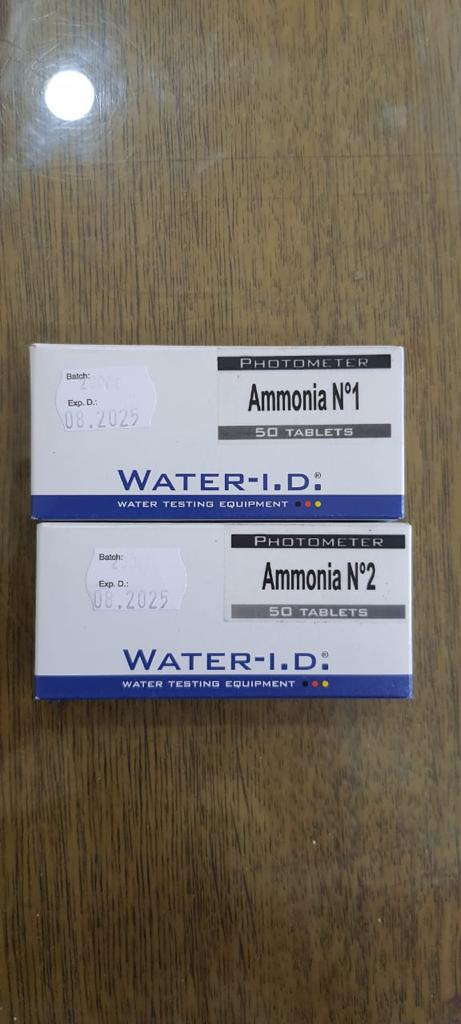 PHOTOMETER
Batch:
Ammonia N°1
Exp. D.:
08.2025
50 TABLETS
WATER-I.D.®
WATER TESTING EQUIPMENT
PHOTOMETER
Batch:
Ammonia N°2
Exp. D.:
08.2025
50 TABLETS
WATER-I.D.®
WATER TESTING EQUIPMENT